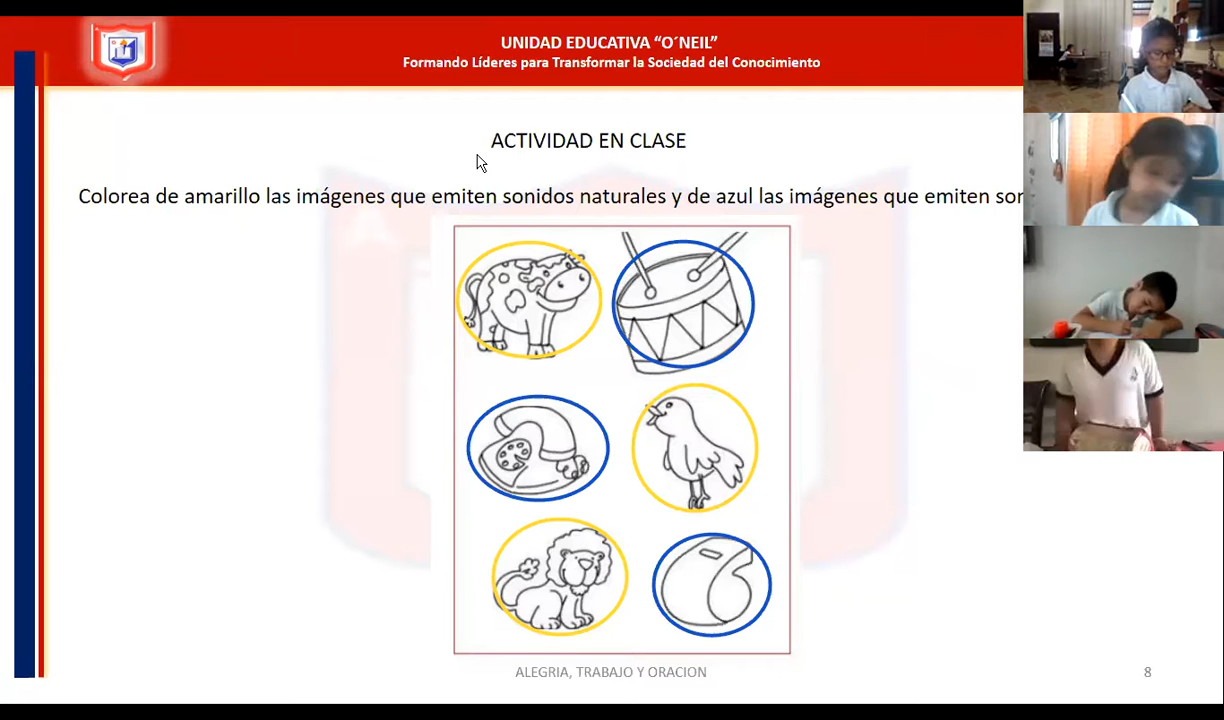 UNIDAD EDUCATIVA “O´NEIL”
Formando Líderes para Transformar la Sociedad del Conocimiento
ACTIVIDAD EN CLASE
Colorea de amarillo las imágenes que emiten sonidos naturales y de azul las imágenes que emiten son
ALEGRIA, TRABAJO Y ORACION
8